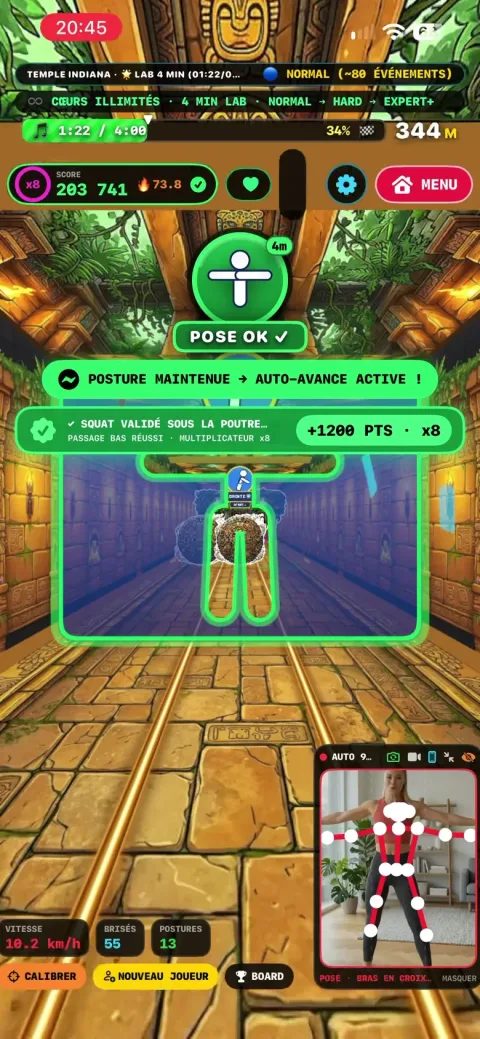 20:45
TEMPLE INDIANA · 🌟 LAB 4 MIN (01:22/0...
🔵 NORMAL (~80 ÉVÉNEMENTS)
♾ CŒURS ILLIMITÉS · 4 MIN LAB · NORMAL → HARD → EXPERT+
🎵 1:22 / 4:00
34% 🏁
344 M
x8
SCORE
203 741
🔥73.8
MENU
4m
POSE OK ✓
POSTURE MAINTENUE → AUTO-AVANCE ACTIVE !
✓ SQUAT VALIDÉ SOUS LA POUTRE…
PASSAGE BAS RÉUSSI · MULTIPLICATEUR x8
+1200 PTS · x8
AUTO 9…
VITESSE
10.2 km/h
BRISÉS
55
POSTURES
13
CALIBRER
NOUVEAU JOUEUR
BOARD
POSE · BRAS EN CROIX…
MASQUER